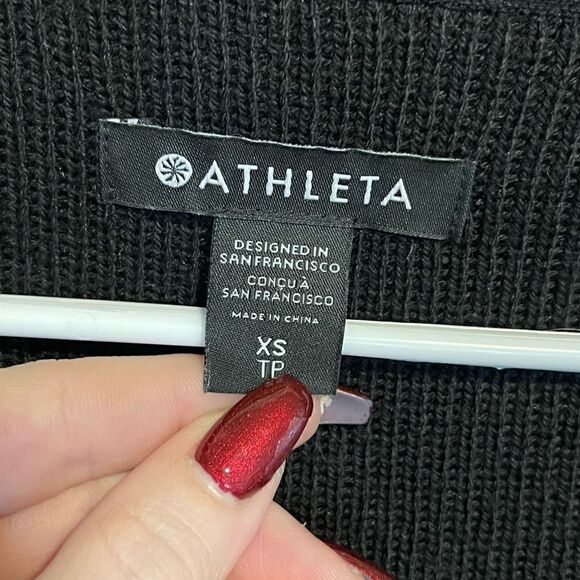 ATHLETA
DESIGNED IN
SAN FRANCISCO
CONÇU À
SAN FRANCISCO
MADE IN CHINA
XS
TP